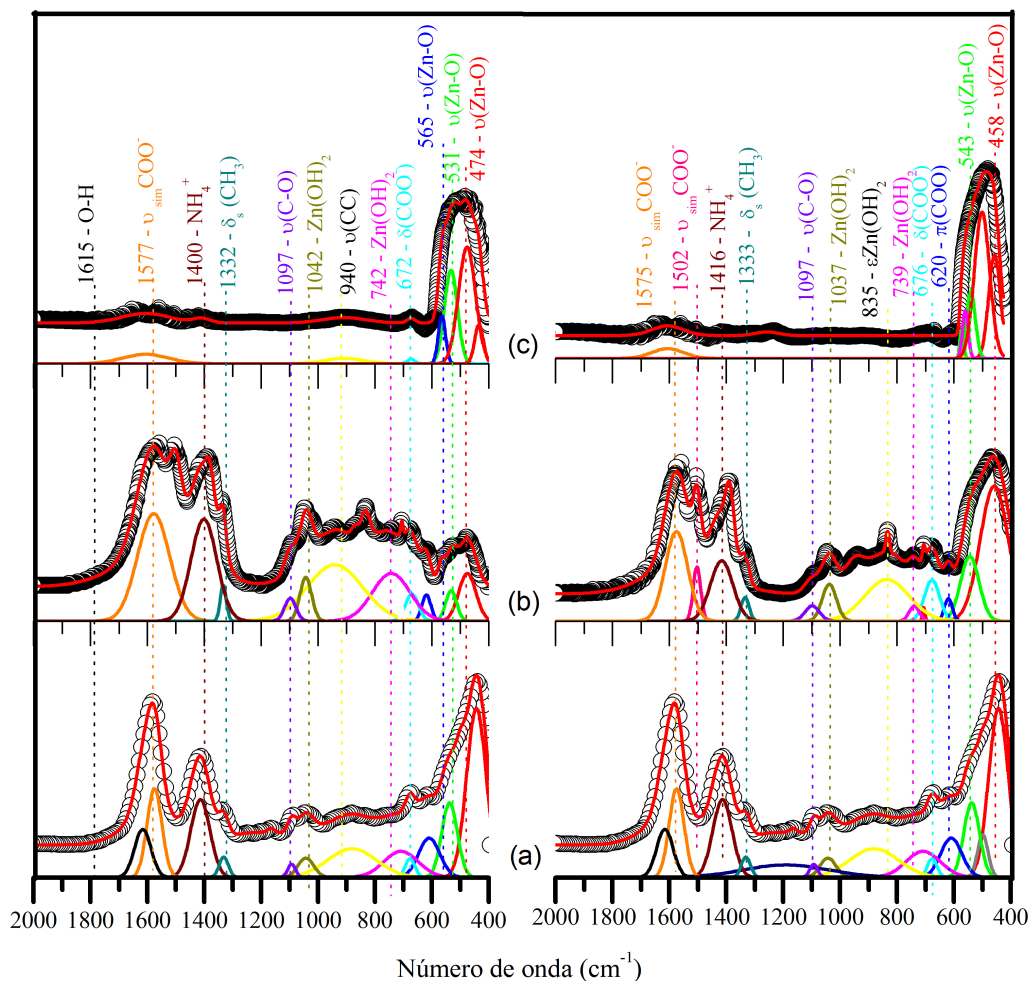 1615 - O-H
1577 - υsimCOO⁻
1400 - NH₄⁺
1332 - δₛ (CH₃)
1097 - υ(C-O)
1042 - Zn(OH)₂
940 - υ(CC)
742 - Zn(OH)₂
672 - δ(COO)
565 - υ(Zn-O)
531 - υ(Zn-O)
474 - υ(Zn-O)
1575 - υsimCOO⁻
1502 - υsimCOO⁻
1416 - NH₄⁺
1333 - δₛ (CH₃)
1097 - υ(C-O)
1037 - Zn(OH)₂
835 - εZn(OH)₂
739 - Zn(OH)₂
676 - δ(COO)
620 - π(COO)
543 - υ(Zn-O)
458 - υ(Zn-O)
(c)
(b)
(a)
2000 1800 1600 1400 1200 1000 800 600 400
2000 1800 1600 1400 1200 1000 800 600 400
Número de onda (cm⁻¹)